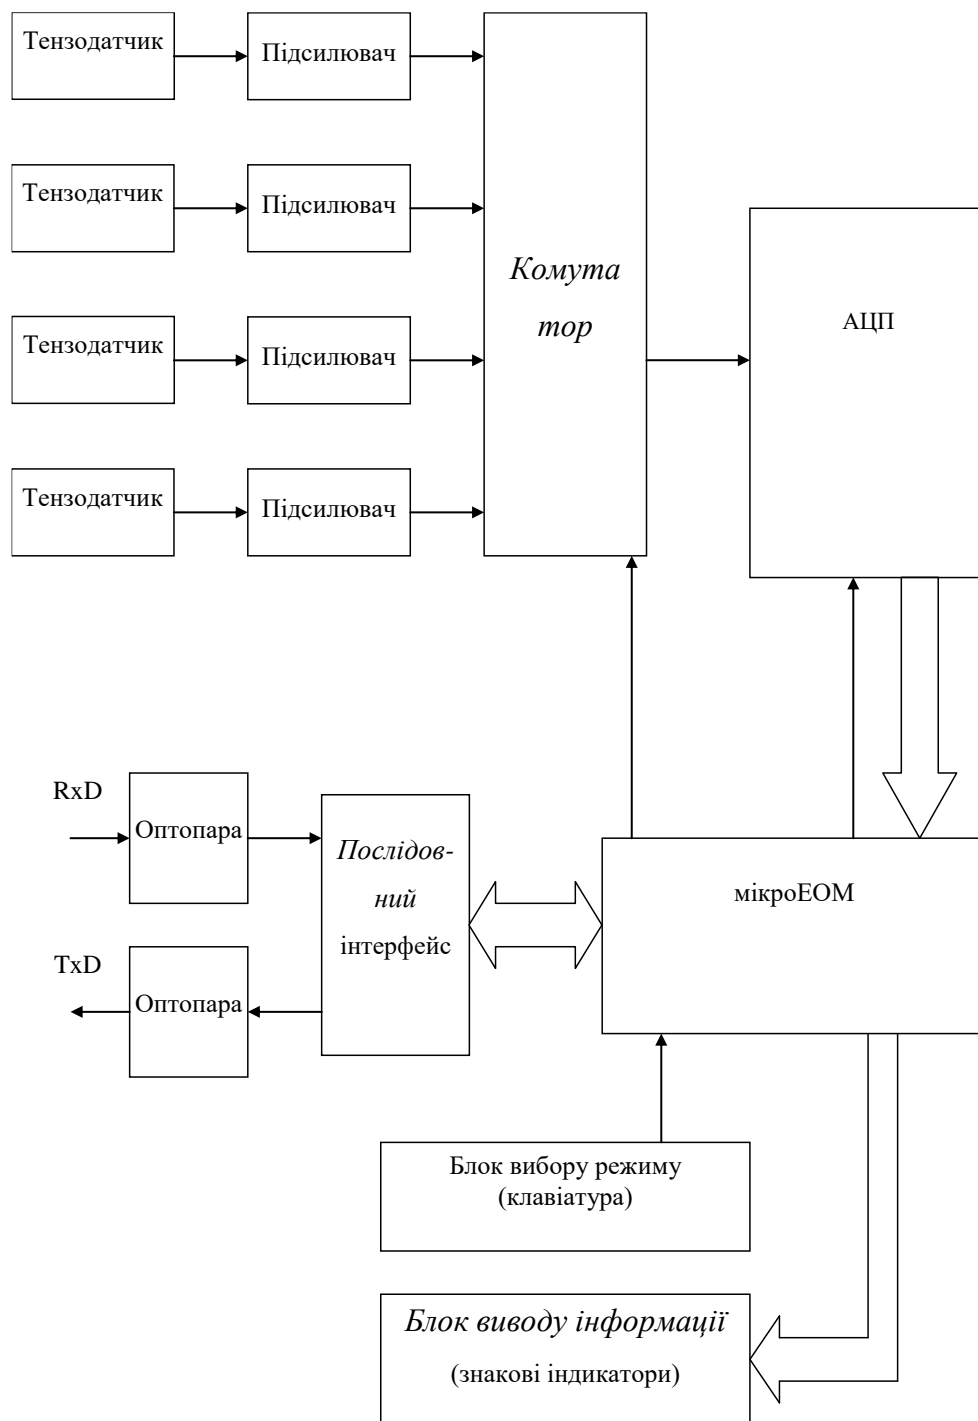 Тензодатчик
Підсилювач
Тензодатчик
Підсилювач
Комута
тор
АЦП
Тензодатчик
Підсилювач
Тензодатчик
Підсилювач
RxD
Оптопара
Послідов-
ний
інтерфейс
мікроЕОМ
TxD
Оптопара
Блок вибору режиму
(клавіатура)
Блок виводу інформації
(знакові індикатори)